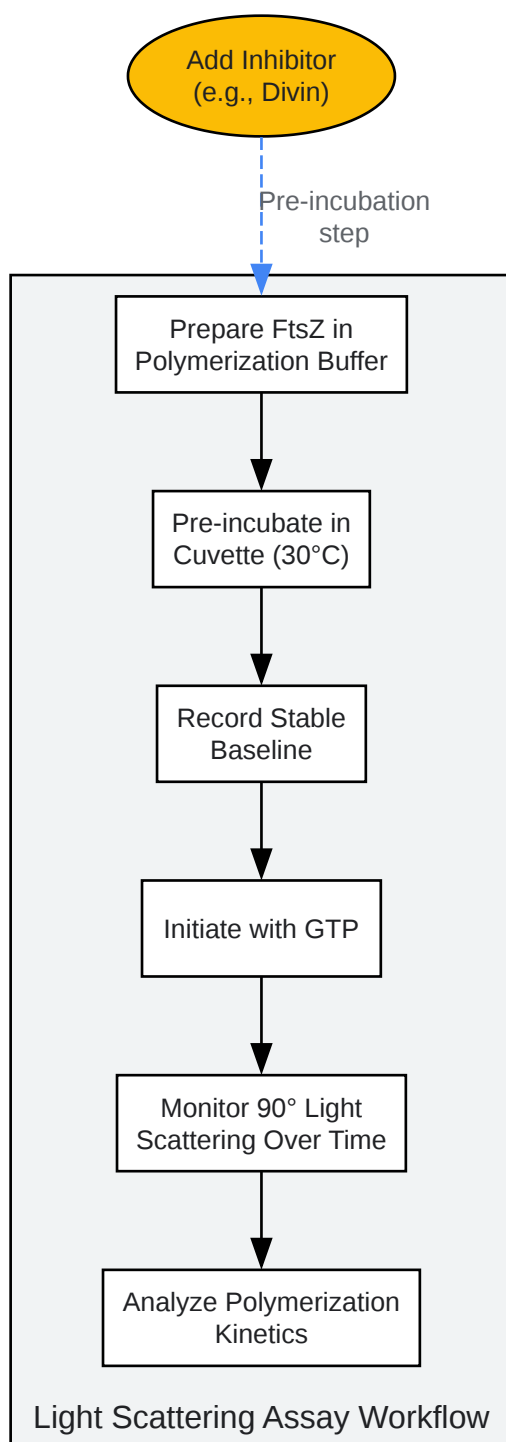 Add Inhibitor
(e.g., Divin)
Pre-incubation
step
Prepare FtsZ in
Polymerization Buffer
Pre-incubate in
Cuvette (30°C)
Record Stable
Baseline
Initiate with GTP
Monitor 90° Light
Scattering Over Time
Analyze Polymerization
Kinetics
Light Scattering Assay Workflow